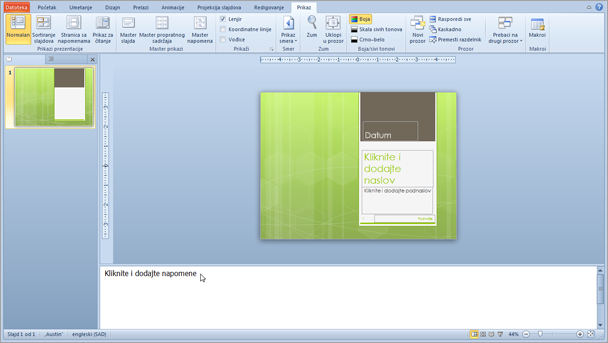 Datoteka Početak Umetanje Dizajn Prelazi Animacije Projekcija slajdova Redigovanje Prikaz
Normalan Sortiranje slajdova Stranica sa napomenama Prikaz za čitanje
Prikazi prezentacije
Master slajda Master propratnog sadržaja Master napomena
Master prikazi
Lenjir
Koordinatne linije
Vođice
Prikaži
Prikaz smera
Smer
Zum Uklopi u prozor
Zum
Boja
Skala sivih tonova
Crno-belo
Boja/sivi tonovi
Novi prozor
Rasporedi sve
Kaskadno
Premesti razdelnik
Prebaci na drugi prozor
Prozor
Makroi
Makroi
1
Datum
Kliknite i
dodajte
naslov
Kliknite i dodajte podnaslov
Kliknite i dodajte napomene
Slajd 1 od 1 „Austin” engleski (SAD) 44%